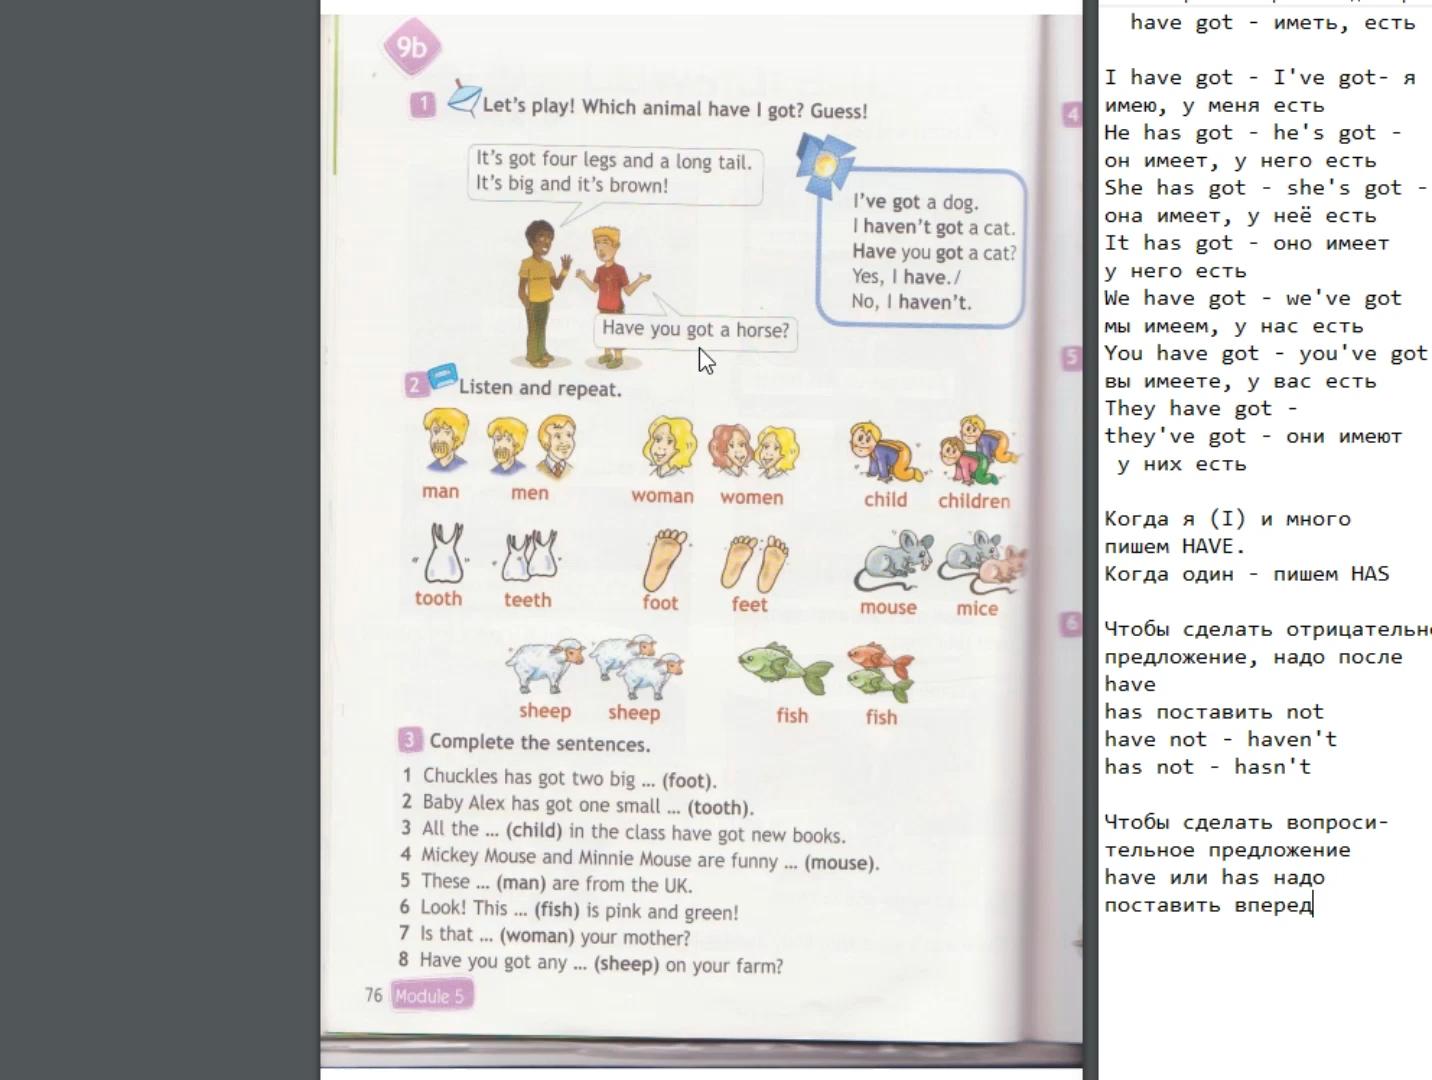 9b
1 Let's play! Which animal have I got? Guess!
It's got four legs and a long tail.
It's big and it's brown!
I've got a dog.
I haven't got a cat.
Have you got a cat?
Yes, I have./
No, I haven't.
Have you got a horse?
2 Listen and repeat.
man men woman women child children
tooth teeth foot feet mouse mice
sheep sheep fish fish
3 Complete the sentences.
1 Chuckles has got two big ... (foot).
2 Baby Alex has got one small ... (tooth).
3 All the ... (child) in the class have got new books.
4 Mickey Mouse and Minnie Mouse are funny ... (mouse).
5 These ... (man) are from the UK.
6 Look! This ... (fish) is pink and green!
7 Is that ... (woman) your mother?
8 Have you got any ... (sheep) on your farm?
76 Module 5
4
5
6
have got - иметь, есть
I have got - I've got- я
имею, у меня есть
He has got - he's got -
он имеет, у него есть
She has got - she's got -
она имеет, у неё есть
It has got - оно имеет
у него есть
We have got - we've got
мы имеем, у нас есть
You have got - you've got
вы имеете, у вас есть
They have got -
they've got - они имеют
у них есть
Когда я (I) и много
пишем HAVE.
Когда один - пишем HAS
Чтобы сделать отрицательн
предложение, надо после
have
has поставить not
have not - haven't
has not - hasn't
Чтобы сделать вопроси-
тельное предложение
have или has надо
поставить вперед